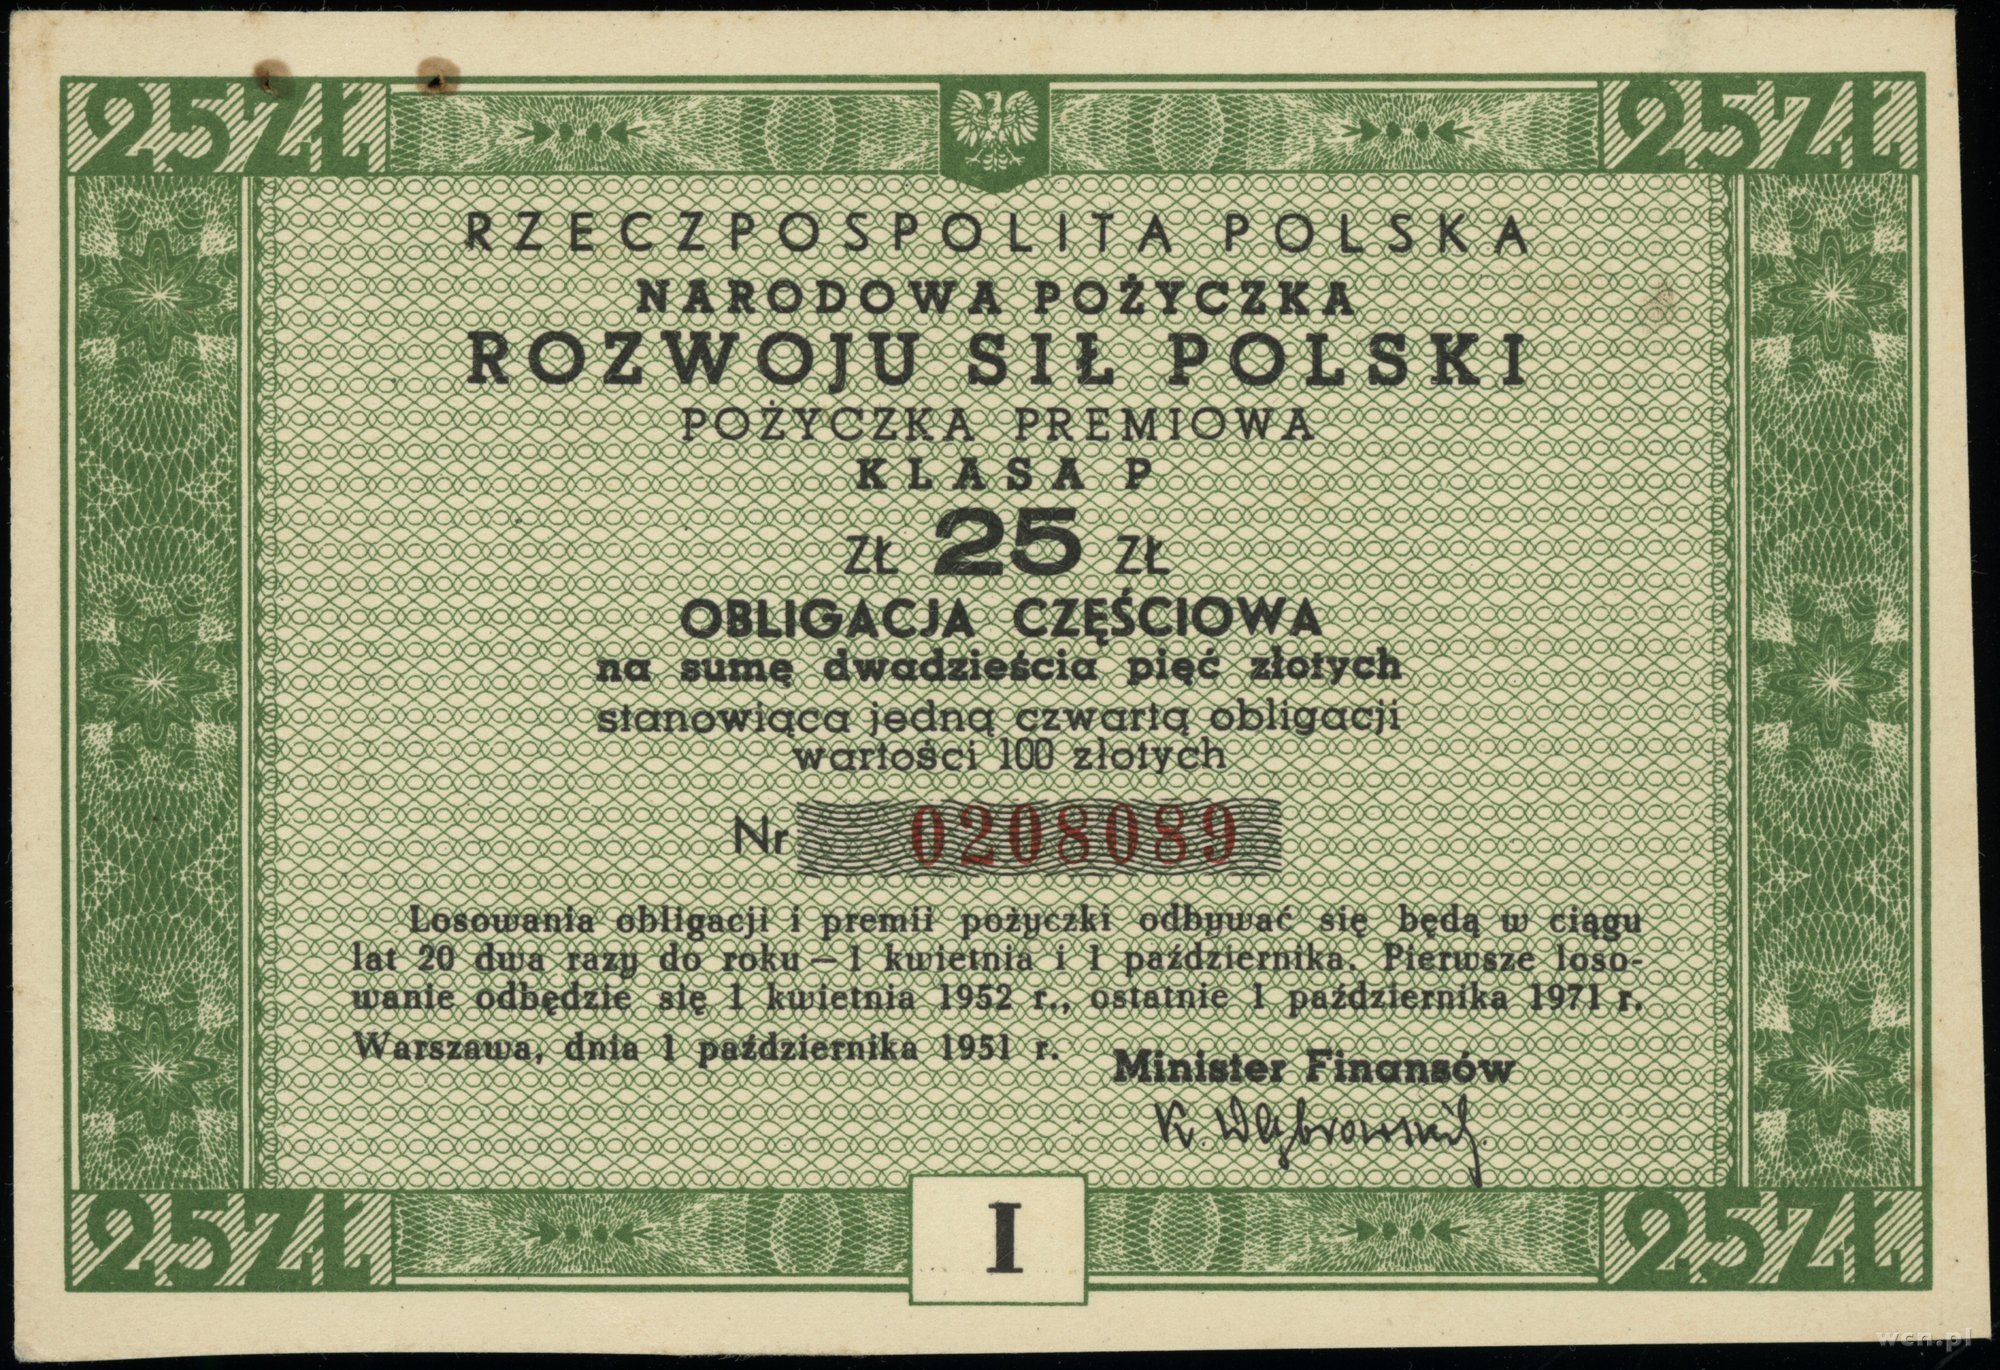 25 ZŁ 25 ZŁ
RZECZPOSPOLITA POLSKA
NARODOWA POŻYCZKA
ROZWOJU SIŁ POLSKI
POŻYCZKA PREMIOWA
KLASA P
ZŁ 25 ZŁ
OBLIGACJA CZĘŚCIOWA
na sumę dwadzieścia pięć złotych
stanowiąca jedną czwartą obligacji
wartości 100 złotych
Nr 0208089
Losowania obligacji i premii pożyczki odbywać się będą w ciągu
lat 20 dwa razy do roku – 1 kwietnia i 1 października. Pierwsze loso-
wanie odbędzie się 1 kwietnia 1952 r., ostatnie 1 października 1971 r.
Warszawa, dnia 1 października 1951 r.
Minister Finansów
K. Dąbrowski.
25 ZŁ I 25 ZŁ
wcn.pl